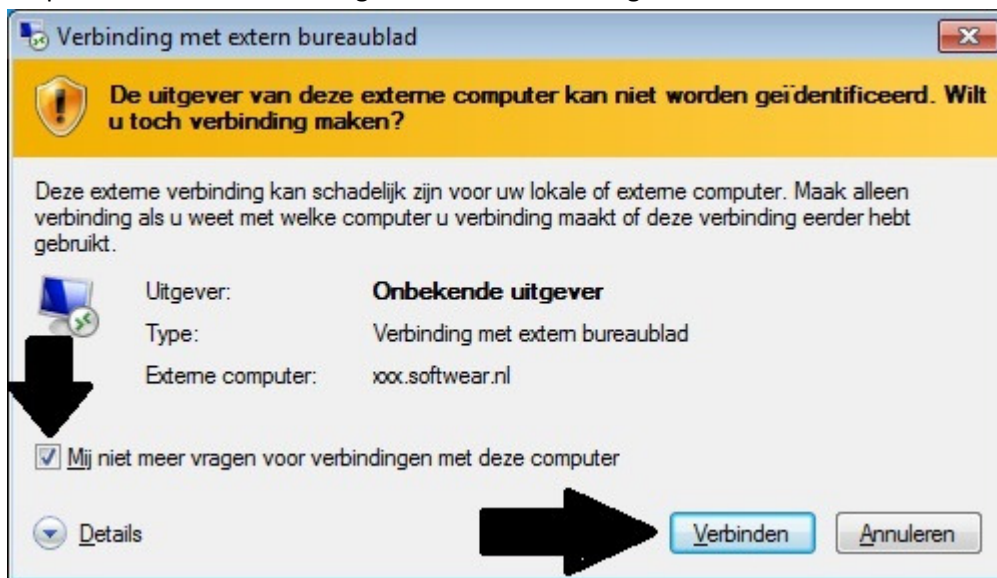 Verbinding met extern bureaublad
De uitgever van deze externe computer kan niet worden geïdentificeerd. Wilt
u toch verbinding maken?
Deze externe verbinding kan schadelijk zijn voor uw lokale of externe computer. Maak alleen
verbinding als u weet met welke computer u verbinding maakt of deze verbinding eerder hebt
gebruikt.
Uitgever: Onbekende uitgever
Type: Verbinding met extern bureaublad
Externe computer: xxx.softwear.nl
Mij niet meer vragen voor verbindingen met deze computer
Details Verbinden Annuleren